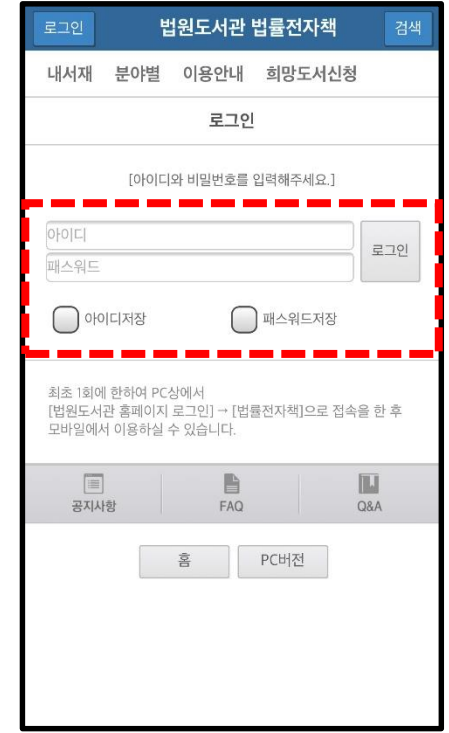 로그인 법원도서관 법률전자책 검색
내서재 분야별 이용안내 희망도서신청
로그인
[아이디와 비밀번호를 입력해주세요.]
아이디
패스워드
로그인
아이디저장 패스워드저장
최초 1회에 한하여 PC상에서
[법원도서관 홈페이지 로그인] → [법률전자책]으로 접속을 한 후
모바일에서 이용하실 수 있습니다.
공지사항 FAQ Q&A
홈 PC버전